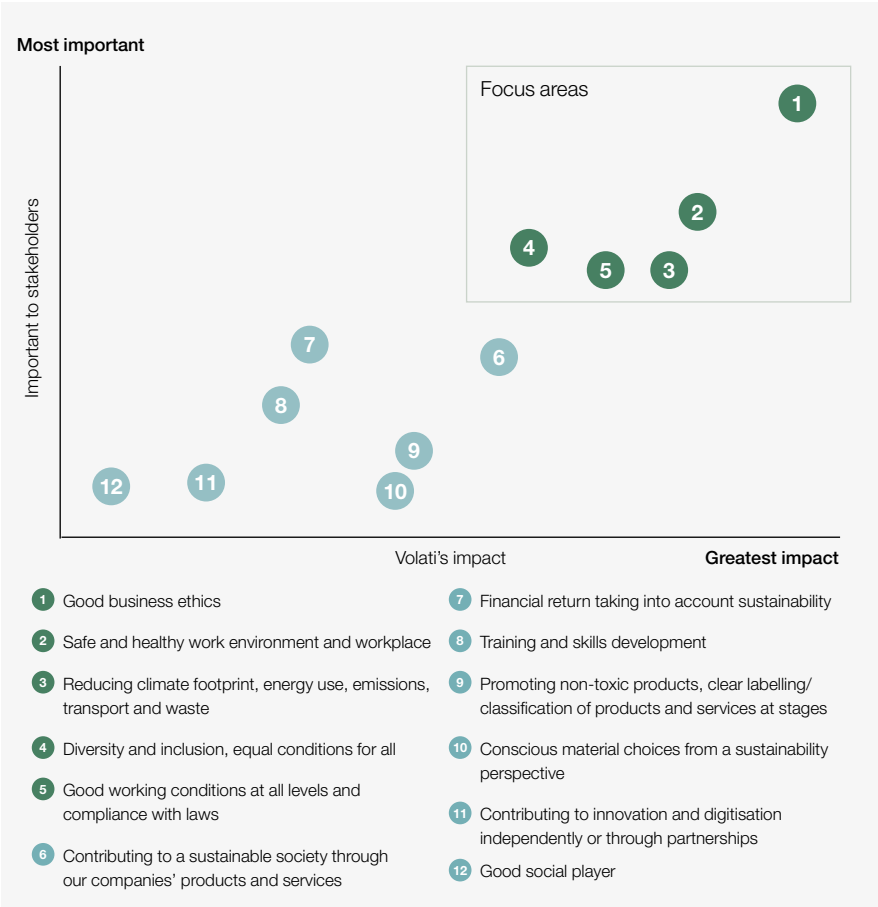 Most important
Focus areas
1
2
4
5
3
Important to stakeholders
7
6
8
9
12
11
10
Volati's impact
Greatest impact
1 Good business ethics
2 Safe and healthy work environment and workplace
3 Reducing climate footprint, energy use, emissions,
transport and waste
4 Diversity and inclusion, equal conditions for all
5 Good working conditions at all levels and
compliance with laws
6 Contributing to a sustainable society through
our companies' products and services
7 Financial return taking into account sustainability
8 Training and skills development
9 Promoting non-toxic products, clear labelling/
classification of products and services at stages
10 Conscious material choices from a sustainability
perspective
11 Contributing to innovation and digitisation
independently or through partnerships
12 Good social player